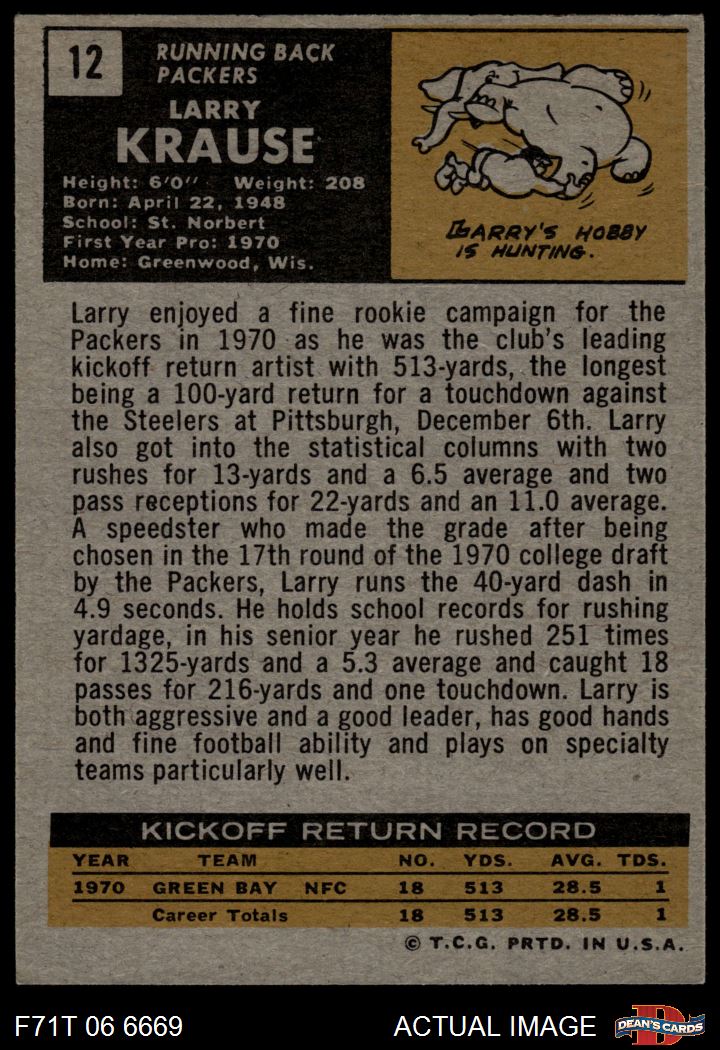 12
RUNNING BACK
PACKERS
LARRY
KRAUSE
Height: 6'0" Weight: 208
Born: April 22, 1948
School: St. Norbert
First Year Pro: 1970
Home: Greenwood, Wis.
LARRY'S HOBBY
IS HUNTING.
Larry enjoyed a fine rookie campaign for the
Packers in 1970 as he was the club's leading
kickoff return artist with 513-yards, the longest
being a 100-yard return for a touchdown against
the Steelers at Pittsburgh, December 6th. Larry
also got into the statistical columns with two
rushes for 13-yards and a 6.5 average and two
pass receptions for 22-yards and an 11.0 average.
A speedster who made the grade after being
chosen in the 17th round of the 1970 college draft
by the Packers, Larry runs the 40-yard dash in
4.9 seconds. He holds school records for rushing
yardage, in his senior year he rushed 251 times
for 1325-yards and a 5.3 average and caught 18
passes for 216-yards and one touchdown. Larry is
both aggressive and a good leader, has good hands
and fine football ability and plays on specialty
teams particularly well.
KICKOFF RETURN RECORD
YEAR TEAM NO. YDS. AVG. TDS.
1970 GREEN BAY NFC 18 513 28.5 1
Career Totals 18 513 28.5 1
© T.C.G. PRTD. IN U.S.A.
F71T 06 6669 ACTUAL IMAGE D DEAN'S CARDS